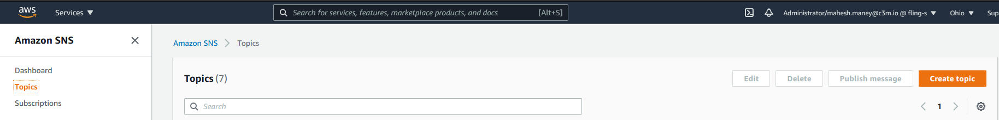 aws
Services
Search for services, features, marketplace products, and docs
[Alt+S]
Administrator/mahesh.maney@c3m.io @ fling-s
Ohio
Sup
Amazon SNS
Amazon SNS
Topics
Dashboard
Topics
Subscriptions
Topics (7)
Edit
Delete
Publish message
Create topic
Search
1